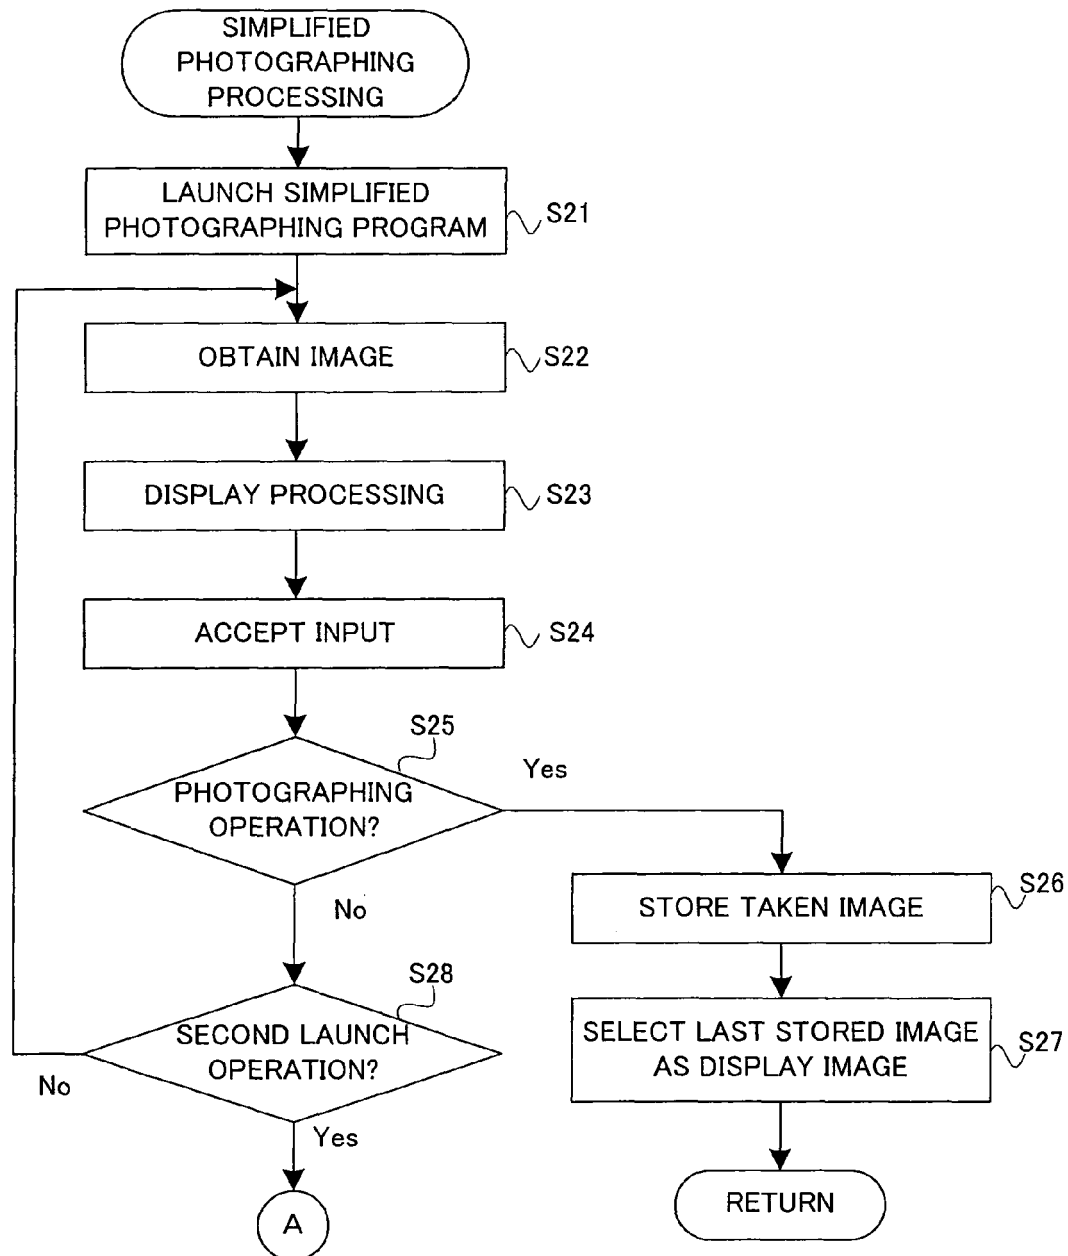 SIMPLIFIED
PHOTOGRAPHING
PROCESSING
LAUNCH SIMPLIFIED
PHOTOGRAPHING PROGRAM
S21
OBTAIN IMAGE
S22
DISPLAY PROCESSING
S23
ACCEPT INPUT
S24
S25
PHOTOGRAPHING
OPERATION?
Yes
No
STORE TAKEN IMAGE
S26
SELECT LAST STORED IMAGE
AS DISPLAY IMAGE
S27
RETURN
S28
SECOND LAUNCH
OPERATION?
No
Yes
A